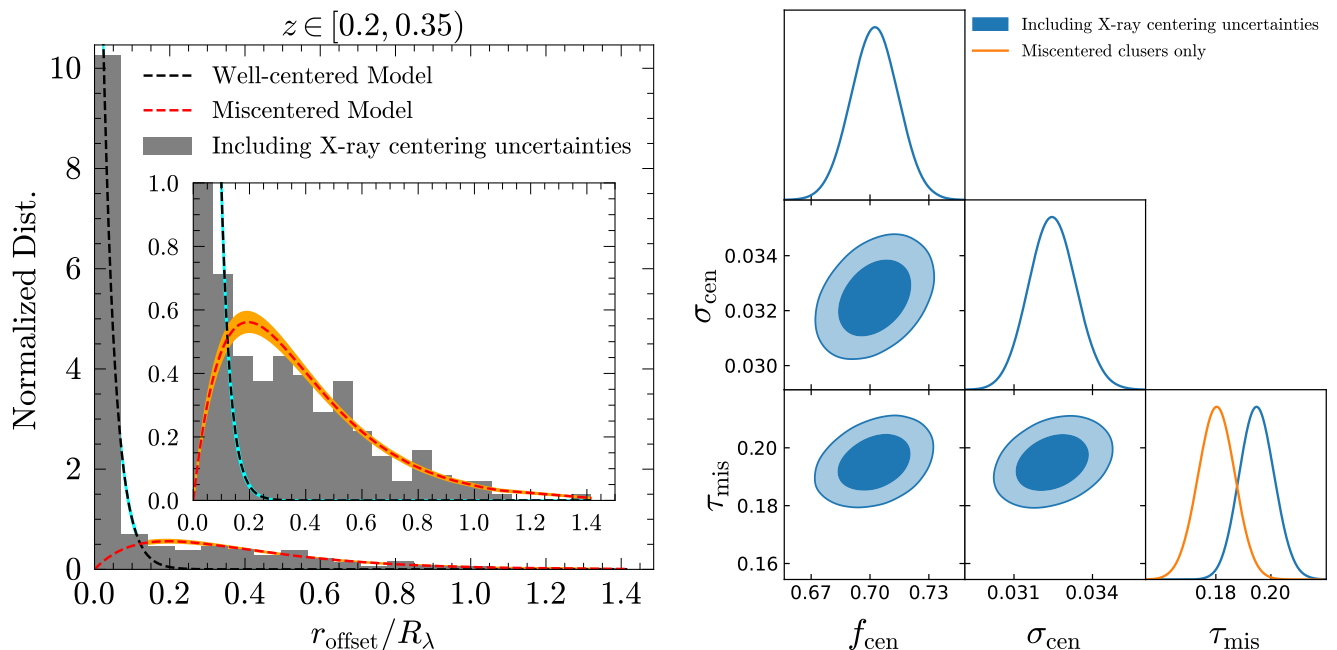 z ∈ [0.2, 0.35)
Normalized Dist.
10
8
6
4
2
0
0.0 0.2 0.4 0.6 0.8 1.0 1.2 1.4
r_offset/R_λ
Well-centered Model
Miscentered Model
Including X-ray centering uncertainties
1.0
0.8
0.6
0.4
0.2
0.0
0.0 0.2 0.4 0.6 0.8 1.0 1.2 1.4
Including X-ray centering uncertainties
Miscentered clusers only
σ_cen
0.034
0.032
0.030
τ_mis
0.20
0.18
0.16
0.67 0.70 0.73
0.031 0.034
0.18 0.20
f_cen
σ_cen
τ_mis